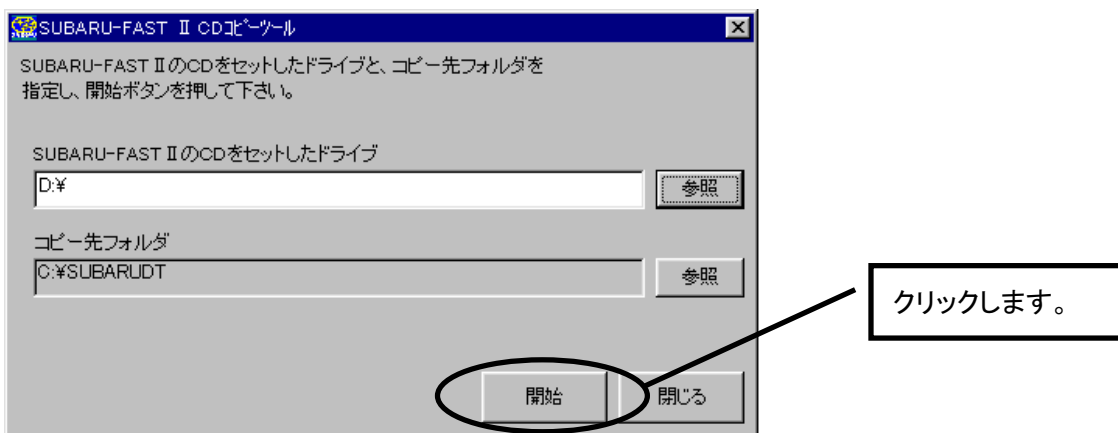 SUBARU-FAST Ⅱ CDｺﾋﾟｰﾂｰﾙ
SUBARU-FAST ⅡのCDをセットしたドライブと、コピー先フォルダを
指定し、開始ボタンを押して下さい。
SUBARU-FAST ⅡのCDをセットしたドライブ
D:¥
参照
コピー先フォルダ
C:¥SUBARUDT
参照
クリックします。
開始
閉じる